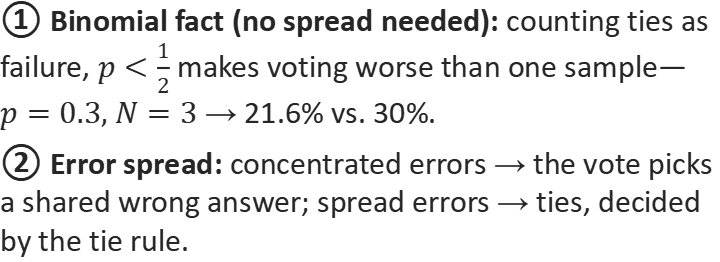 ① Binomial fact (no spread needed): counting ties as
failure, p < 1/2 makes voting worse than one sample—
p = 0.3, N = 3 → 21.6% vs. 30%.
② Error spread: concentrated errors → the vote picks
a shared wrong answer; spread errors → ties, decided
by the tie rule.